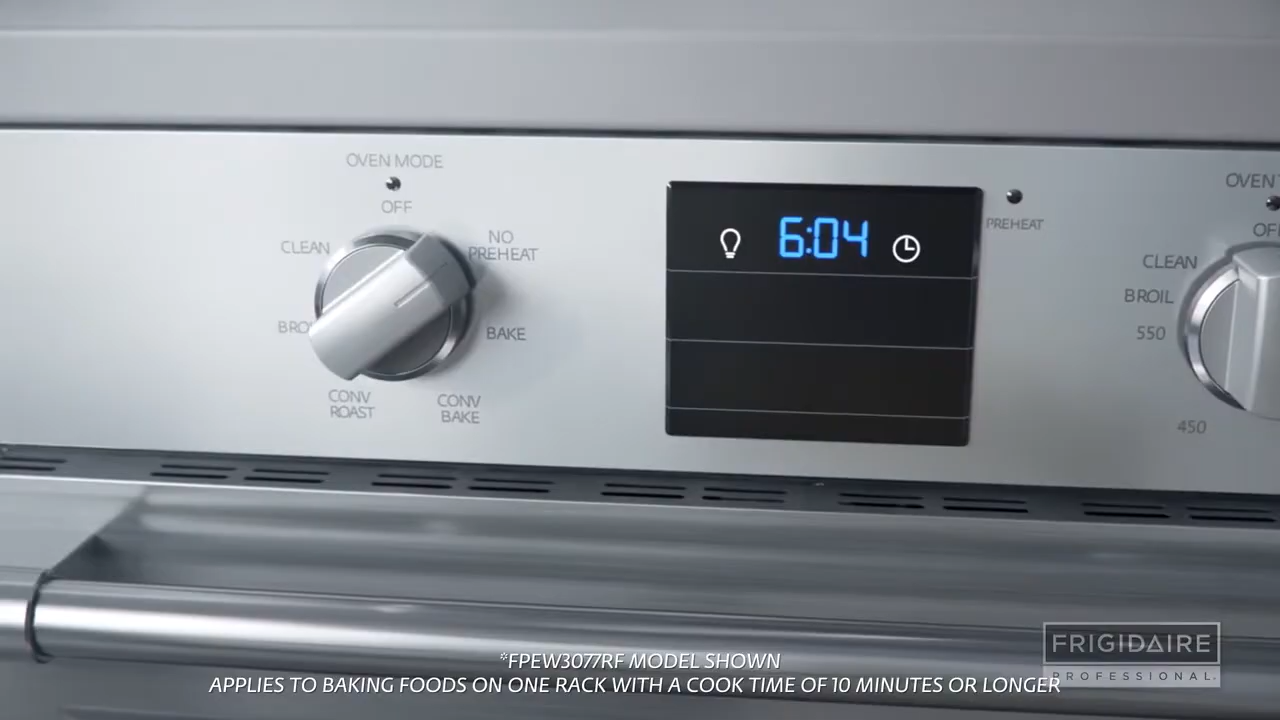 OVEN MODE
OFF
CLEAN
NO
PREHEAT
BAKE
CONV
ROAST
CONV
BAKE
6:04
PREHEAT
OVEN
CLEAN
BROIL
550
450
FRIGIDAIRE
PROFESSIONAL
*FPEW3077RF MODEL SHOWN
APPLIES TO BAKING FOODS ON ONE RACK WITH A COOK TIME OF 10 MINUTES OR LONGER